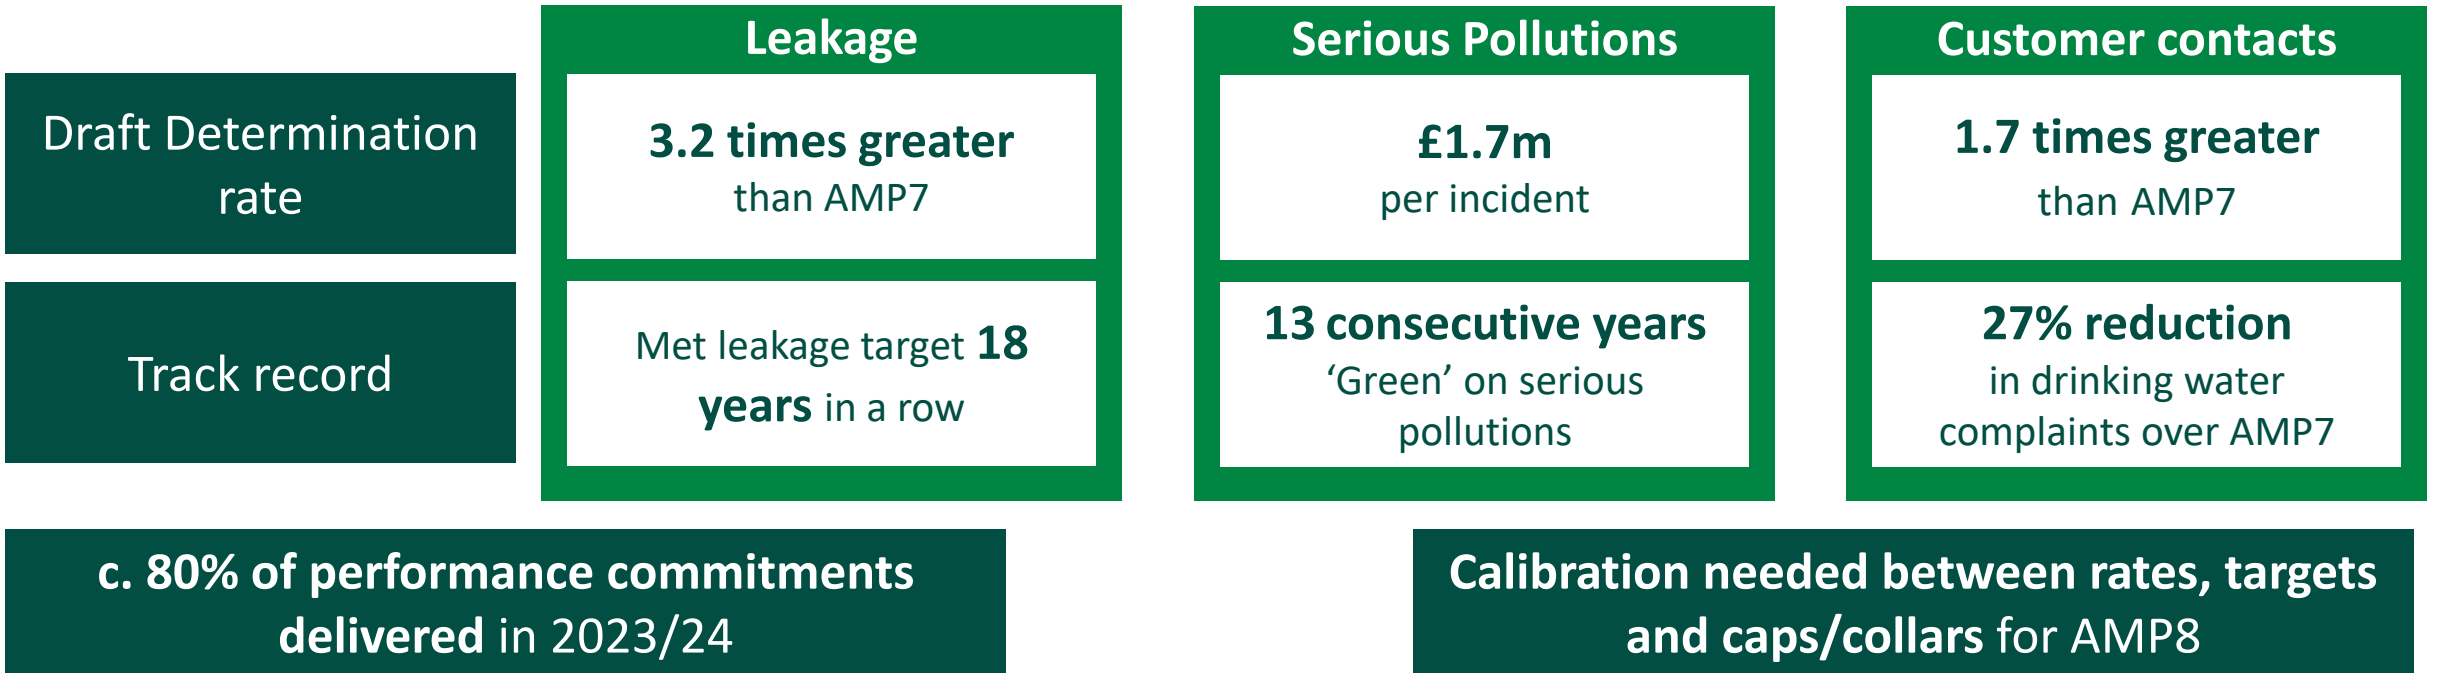 Leakage
Serious Pollutions
Customer contacts
Draft Determination
rate
3.2 times greater
than AMP7
£1.7m
per incident
1.7 times greater
than AMP7
Track record
Met leakage target 18
years in a row
13 consecutive years
‘Green’ on serious
pollutions
27% reduction
in drinking water
complaints over AMP7
c. 80% of performance commitments
delivered in 2023/24
Calibration needed between rates, targets
and caps/collars for AMP8